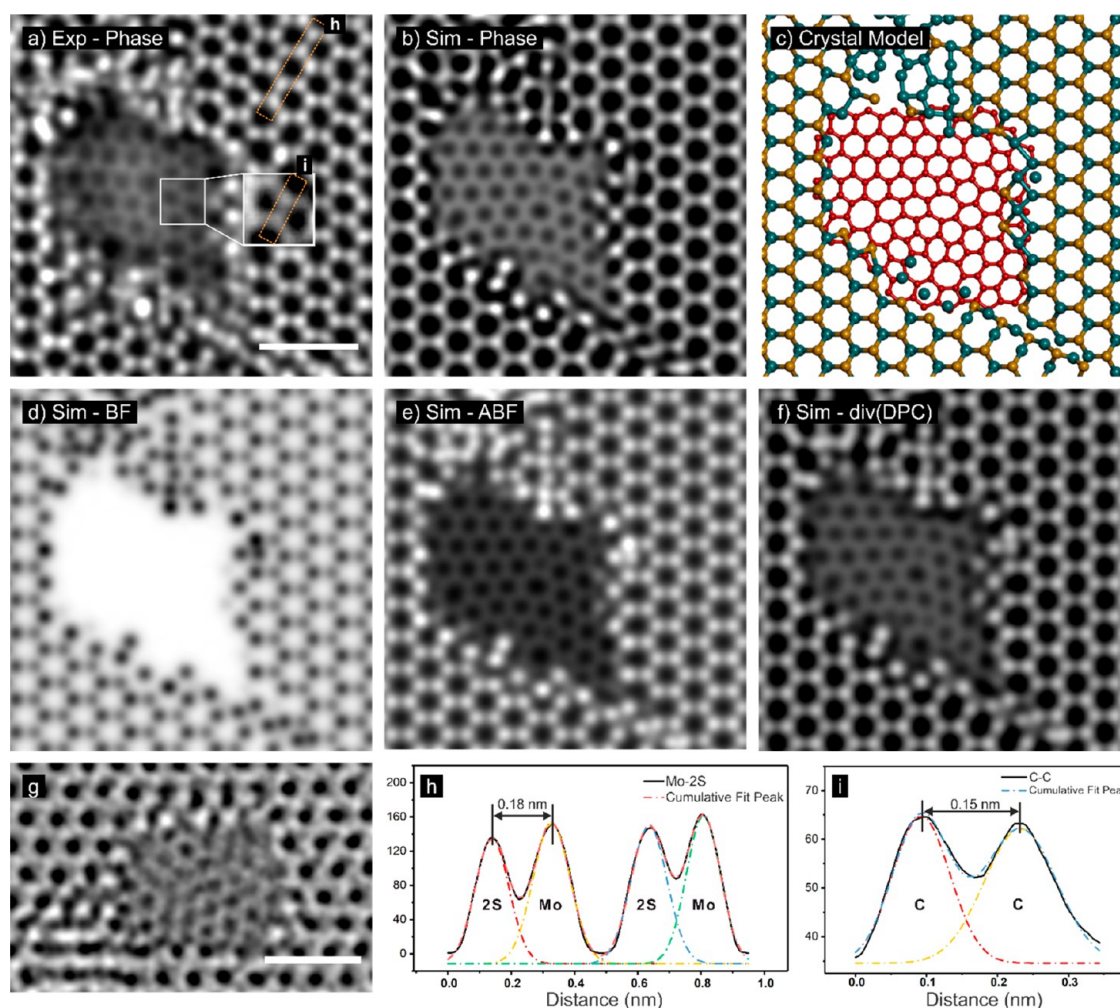 a) Exp - Phase
h
i
b) Sim - Phase
c) Crystal Model
d) Sim - BF
e) Sim - ABF
f) Sim - div(DPC)
g
h
Mo-2S
Cumulative Fit Peak
0.18 nm
2S
Mo
2S
Mo
200
160
120
80
40
0
0.0 0.2 0.4 0.6 0.8 1.0
Distance (nm)
i
C-C
Cumulative Fit Peak
0.15 nm
C
C
70
60
50
40
0.0 0.1 0.2 0.3
Distance (nm)